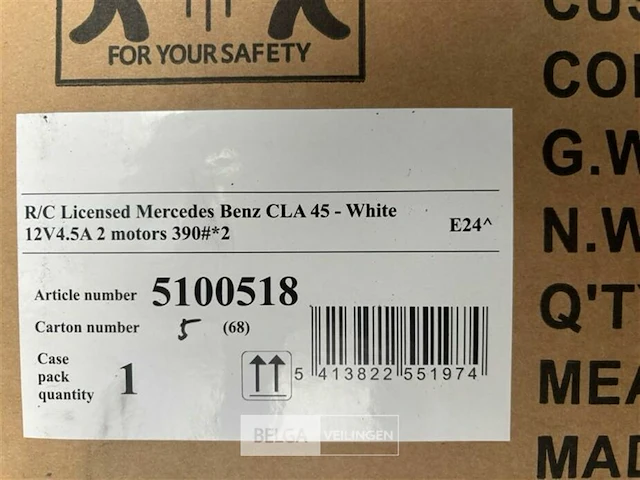 FOR YOUR SAFETY
R/C Licensed Mercedes Benz CLA 45 - White
12V4.5A 2 motors 390#*2
E24^
Article number 5100518
Carton number 5 (68)
Case
pack
quantity 1
5 413822 551974
BELGA VEILINGEN
G.W
N.W
Q'TY
MEA
MAD